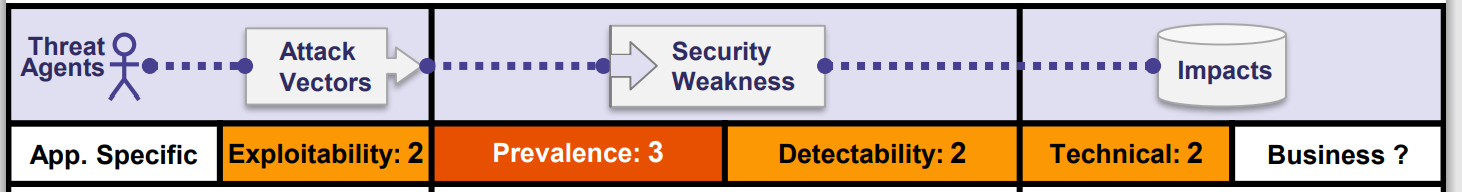 Threat
Agents
Attack
Vectors
Security
Weakness
Impacts
App. Specific
Exploitability: 2
Prevalence: 3
Detectability: 2
Technical: 2
Business ?